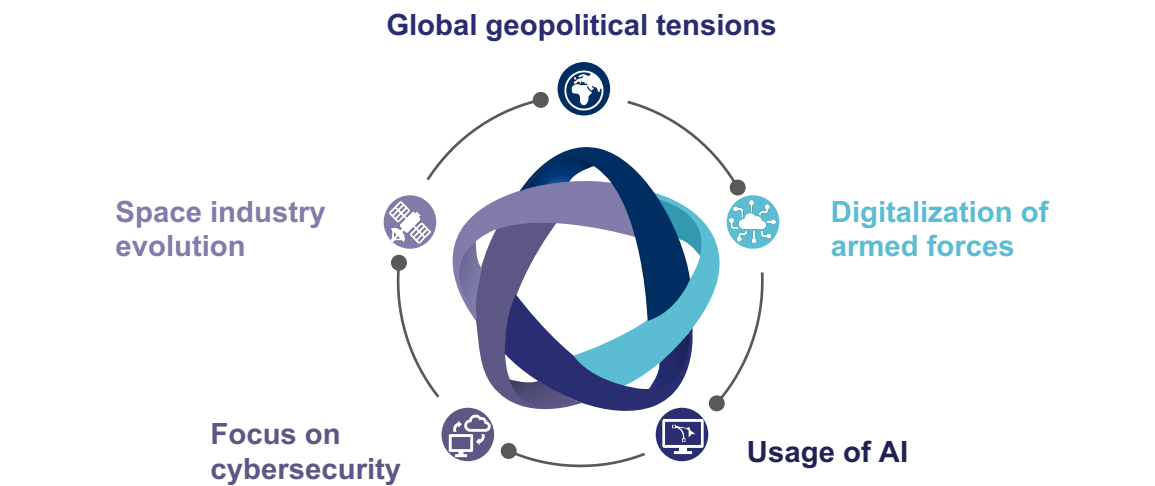 Global geopolitical tensions
Space industry
evolution
Digitalization of
armed forces
Focus on
cybersecurity
Usage of AI